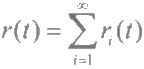 r(t) = ∑_{i=1}^{∞} r_i(t)